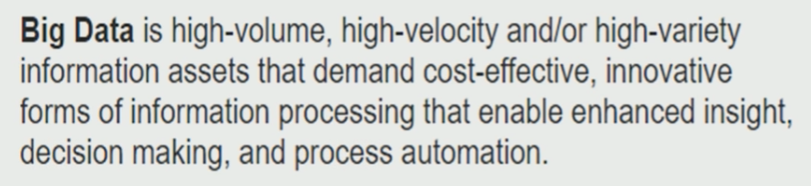 Big Data is high-volume, high-velocity and/or high-variety
information assets that demand cost-effective, innovative
forms of information processing that enable enhanced insight,
decision making, and process automation.